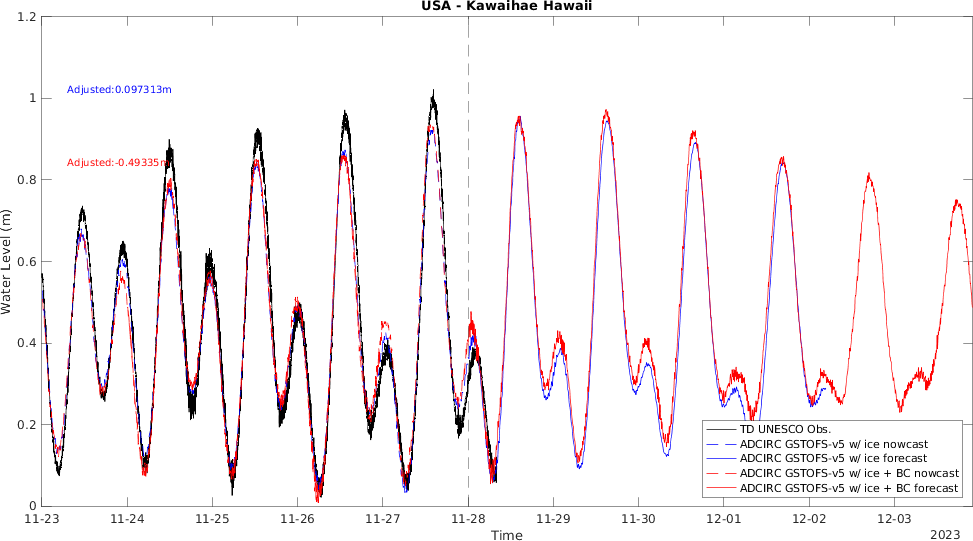 USA - Kawaihae Hawaii
1.2
Adjusted:0.097313m
1
Adjusted:-0.49335m
0.8
0.6
0.4
0.2
0
Water Level (m)
TD UNESCO Obs.
ADCIRC GSTOFS-v5 w/ ice nowcast
ADCIRC GSTOFS-v5 w/ ice forecast
ADCIRC GSTOFS-v5 w/ ice + BC nowcast
ADCIRC GSTOFS-v5 w/ ice + BC forecast
11-23 11-24 11-25 11-26 11-27 11-28 11-29 11-30 12-01 12-02 12-03
Time
2023